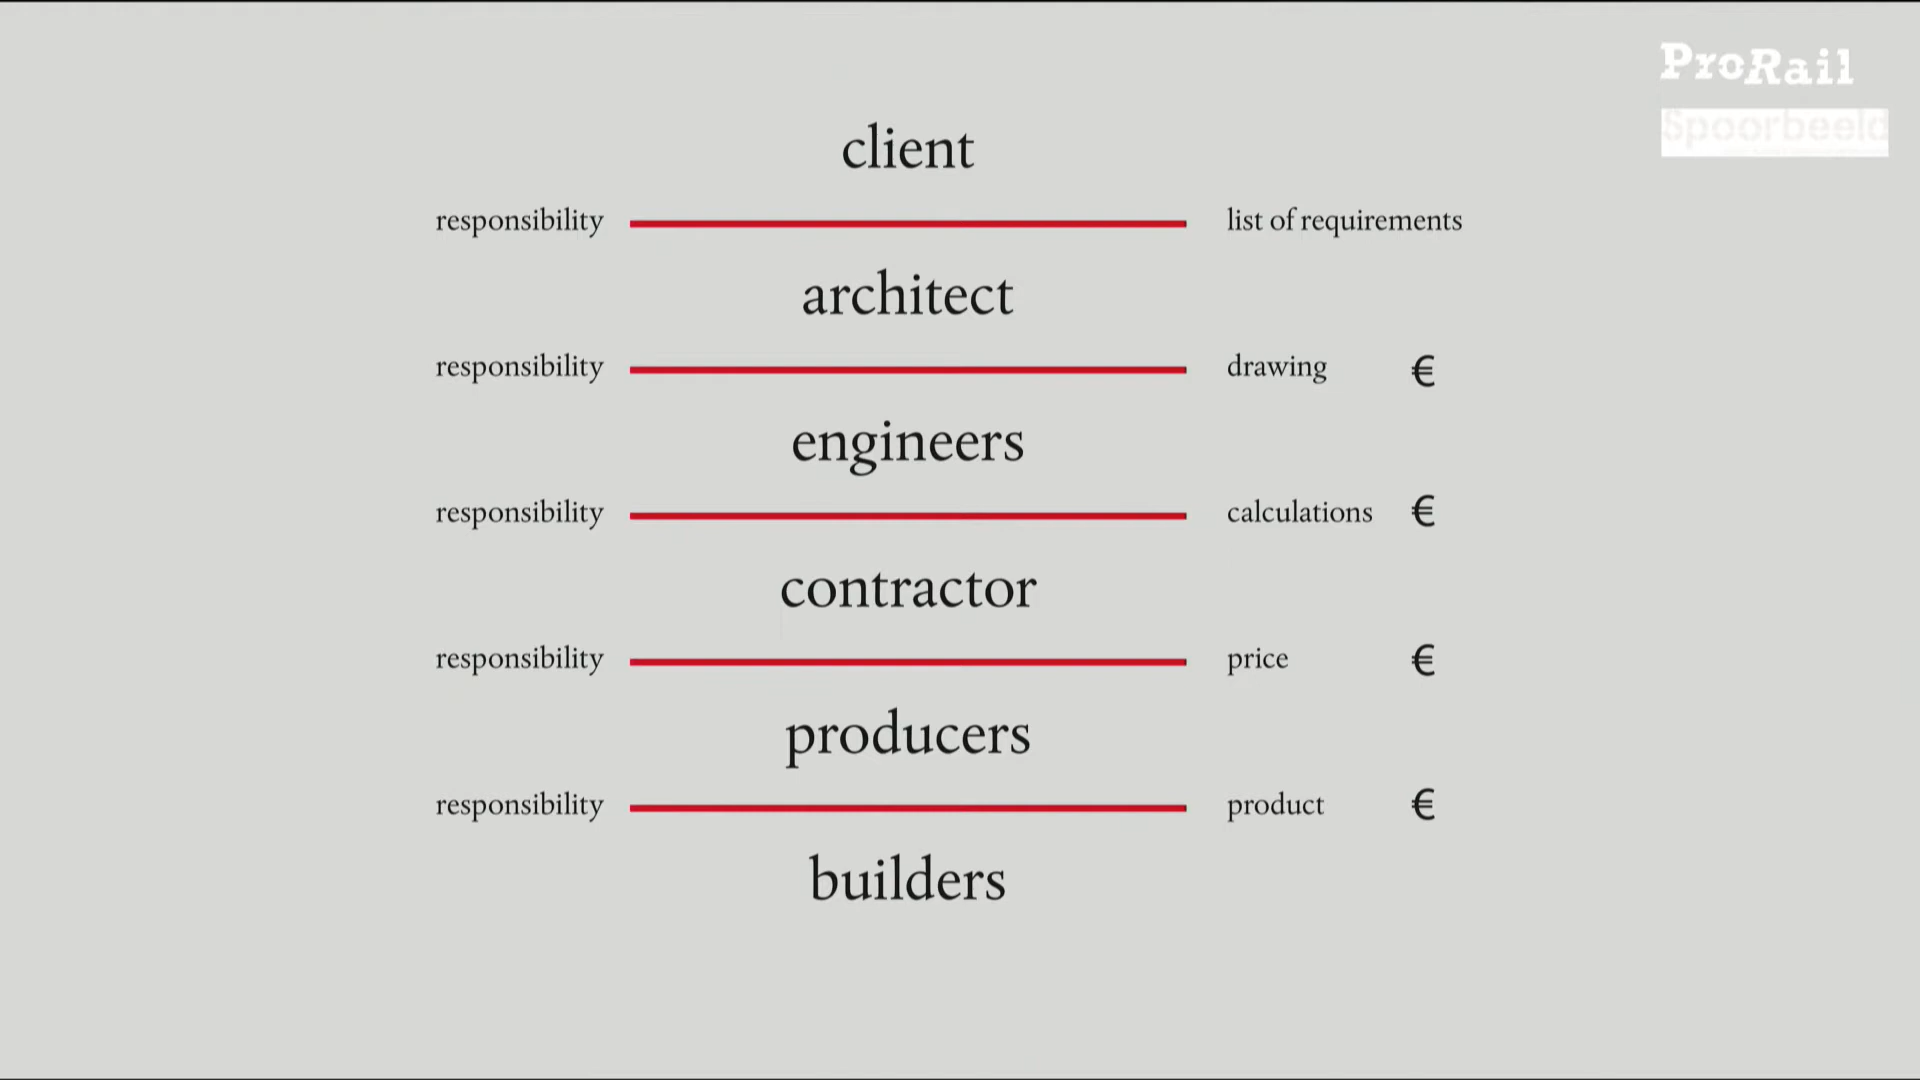 ProRail
Spoorbeeld
client
responsibility list of requirements
architect
responsibility drawing €
engineers
responsibility calculations €
contractor
responsibility price €
producers
responsibility product €
builders